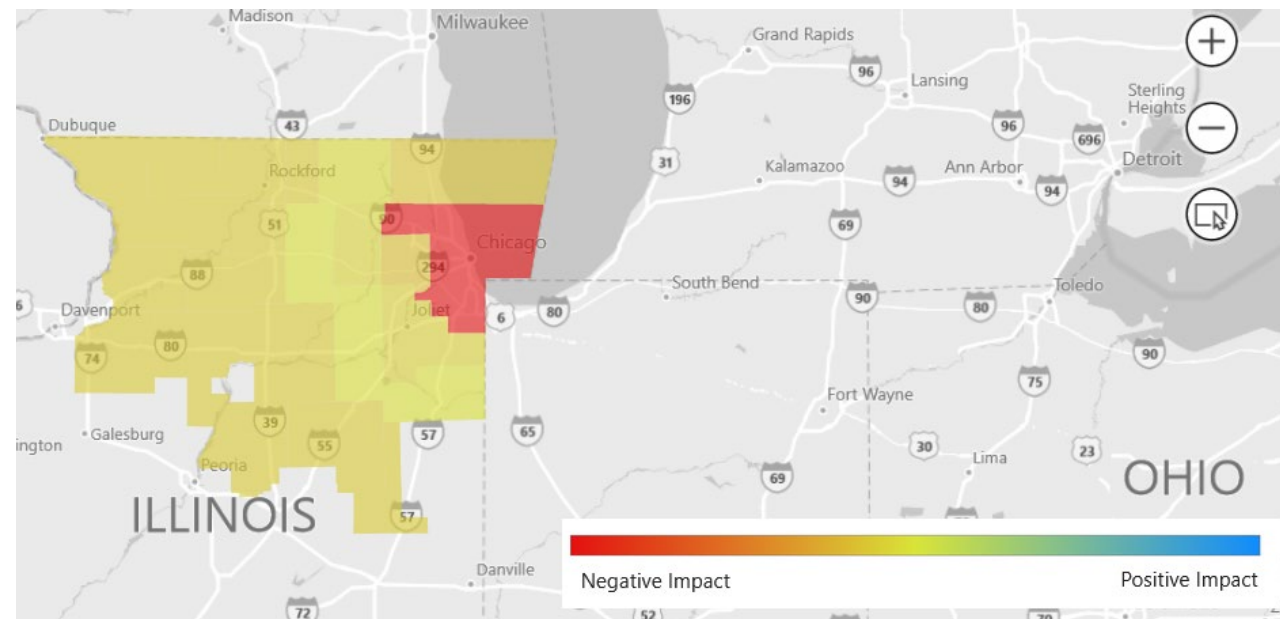 Madison
Milwaukee
Grand Rapids
96
Lansing
196
Sterling
Heights
Dubuque
43
96
696
94
31
Kalamazoo
Ann Arbor
Detroit
Rockford
94
94
90
51
69
Chicago
294
88
South Bend
Toledo
6
Davenport
Joliet
6
80
90
80
74
80
90
75
Fort Wayne
39
Galesburg
55
57
65
30
23
ington
Peoria
Lima
69
OHIO
ILLINOIS
57
Danville
Negative Impact
Positive Impact
72
52
70